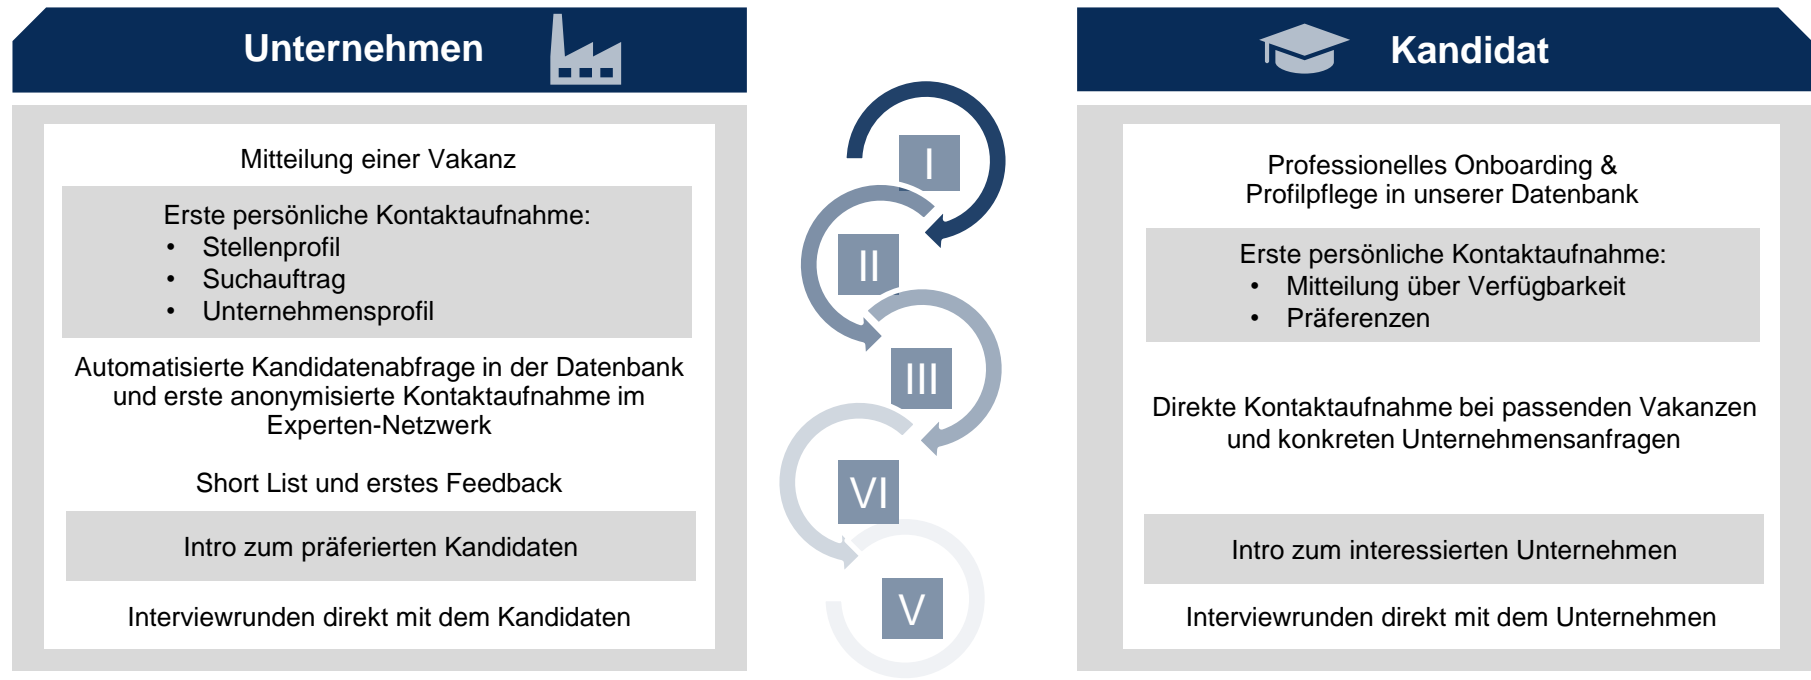 Unternehmen
Mitteilung einer Vakanz
Erste persönliche Kontaktaufnahme:
• Stellenprofil
• Suchauftrag
• Unternehmensprofil
Automatisierte Kandidatenabfrage in der Datenbank
und erste anonymisierte Kontaktaufnahme im
Experten-Netzwerk
Short List und erstes Feedback
Intro zum präferierten Kandidaten
Interviewrunden direkt mit dem Kandidaten
I
II
III
VI
V
Kandidat
Professionelles Onboarding &
Profilpflege in unserer Datenbank
Erste persönliche Kontaktaufnahme:
• Mitteilung über Verfügbarkeit
• Präferenzen
Direkte Kontaktaufnahme bei passenden Vakanzen
und konkreten Unternehmensanfragen
Intro zum interessierten Unternehmen
Interviewrunden direkt mit dem Unternehmen